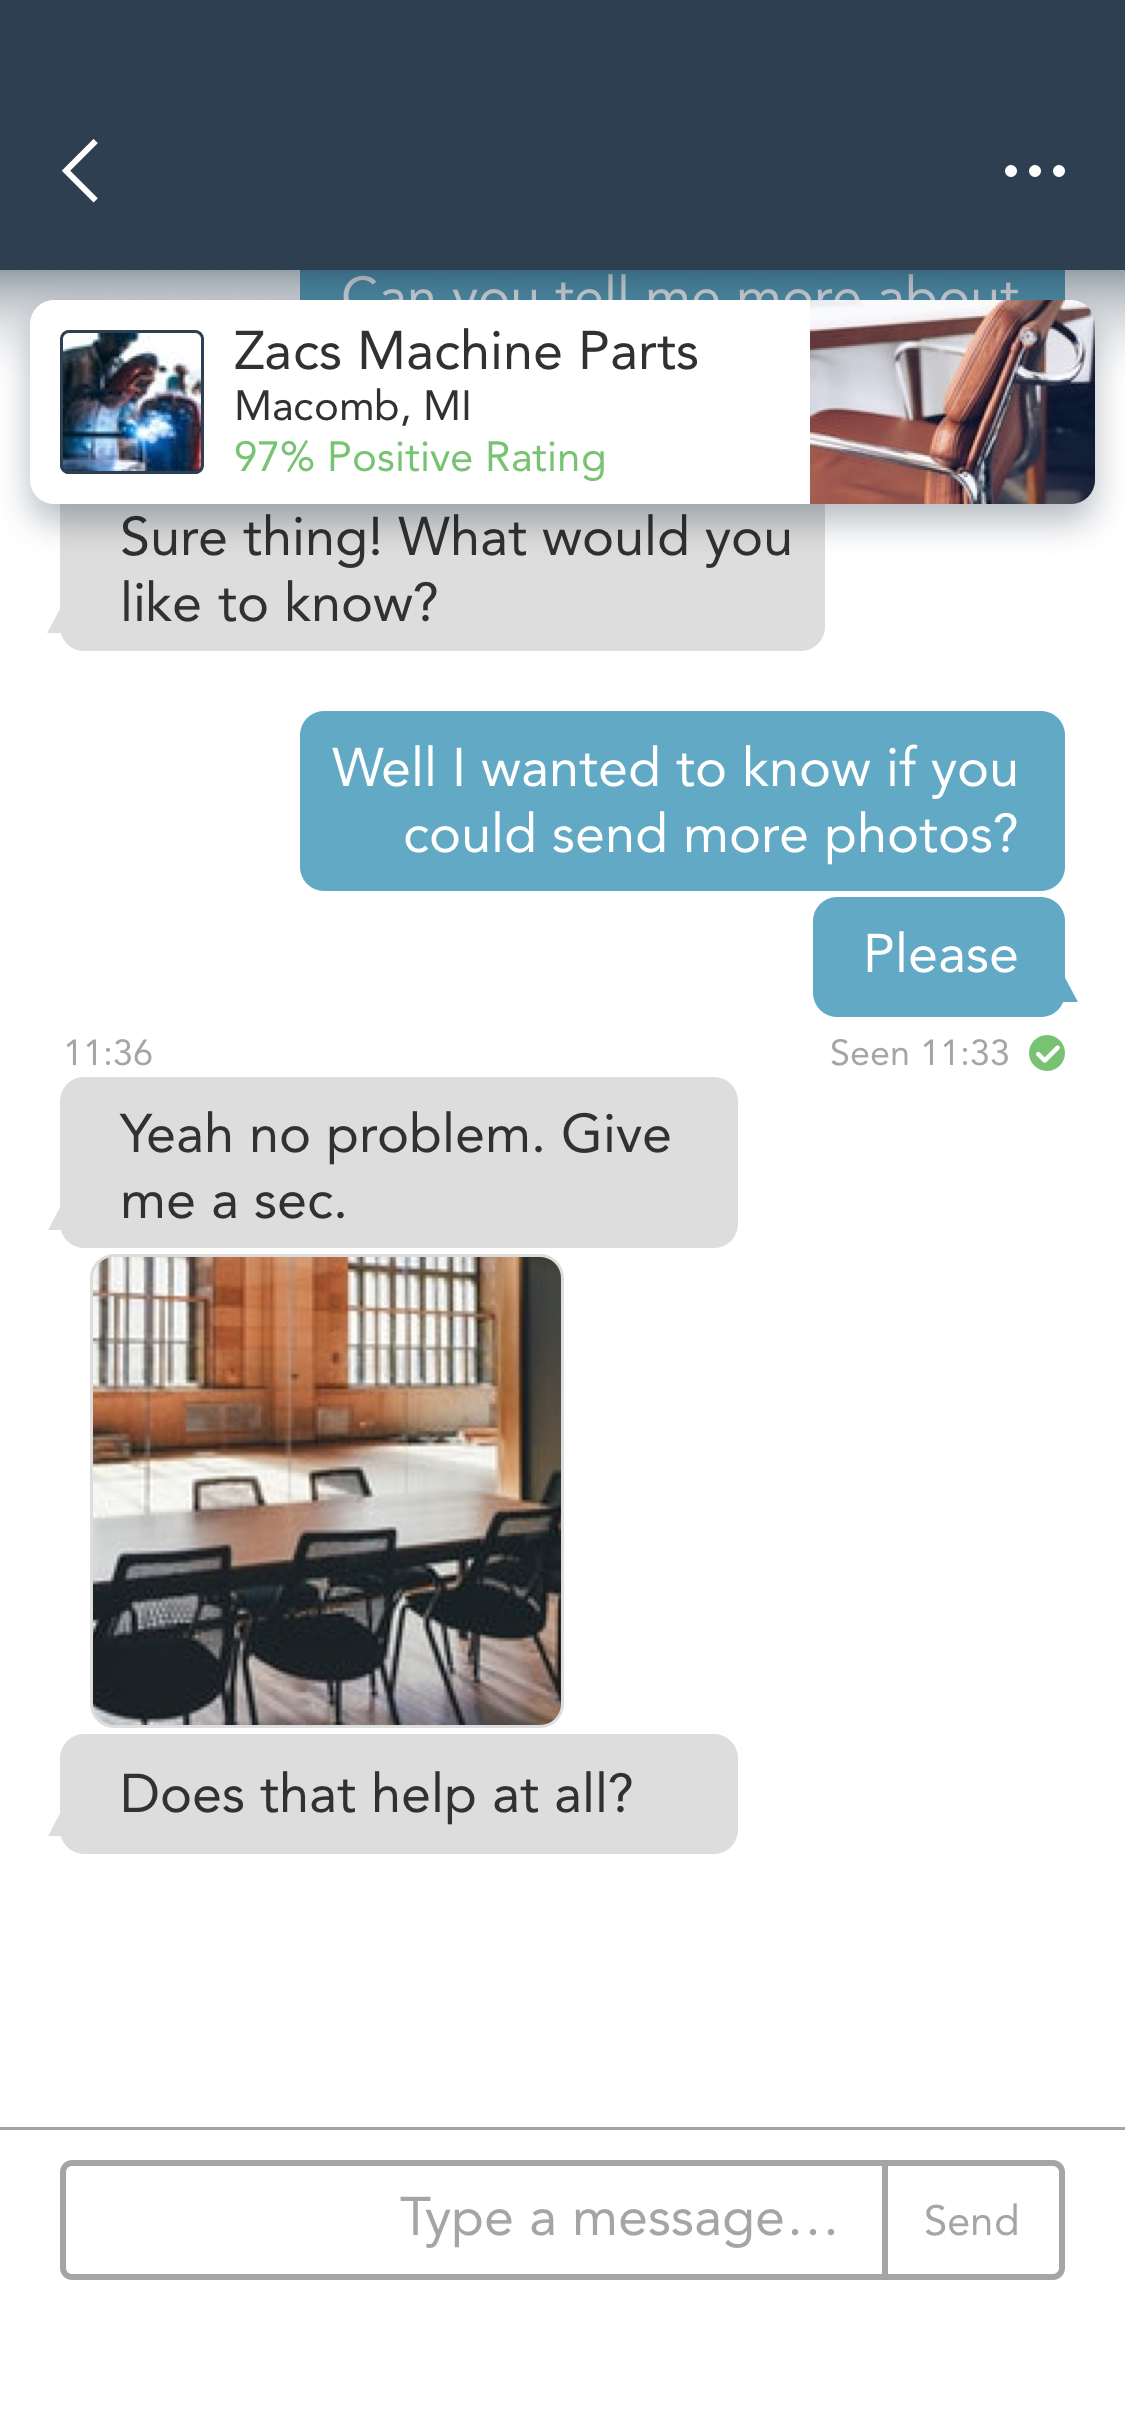 Can you tell me more about
Zacs Machine Parts
Macomb, MI
97% Positive Rating
Sure thing! What would you
like to know?
Well I wanted to know if you
could send more photos?
Please
11:36
Seen 11:33
Yeah no problem. Give
me a sec.
Does that help at all?
Type a message...
Send